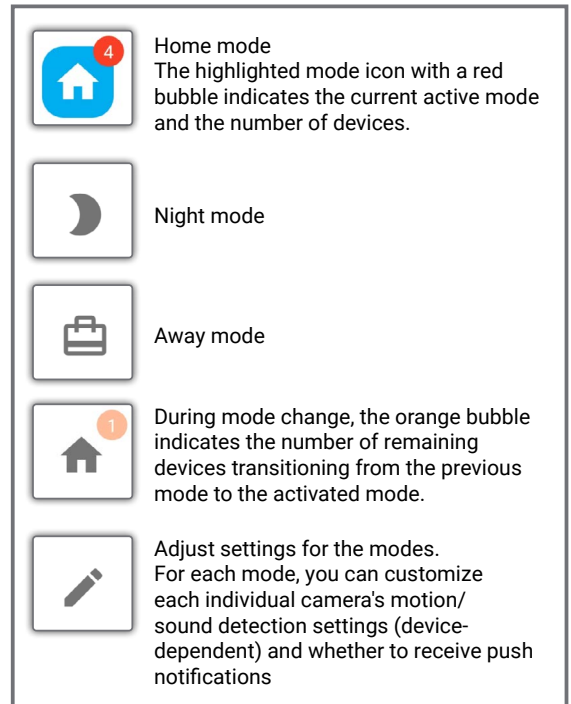 4
Home mode
The highlighted mode icon with a red
bubble indicates the current active mode
and the number of devices.
Night mode
Away mode
1
During mode change, the orange bubble
indicates the number of remaining
devices transitioning from the previous
mode to the activated mode.
Adjust settings for the modes.
For each mode, you can customize
each individual camera's motion/
sound detection settings (device-
dependent) and whether to receive push
notifications